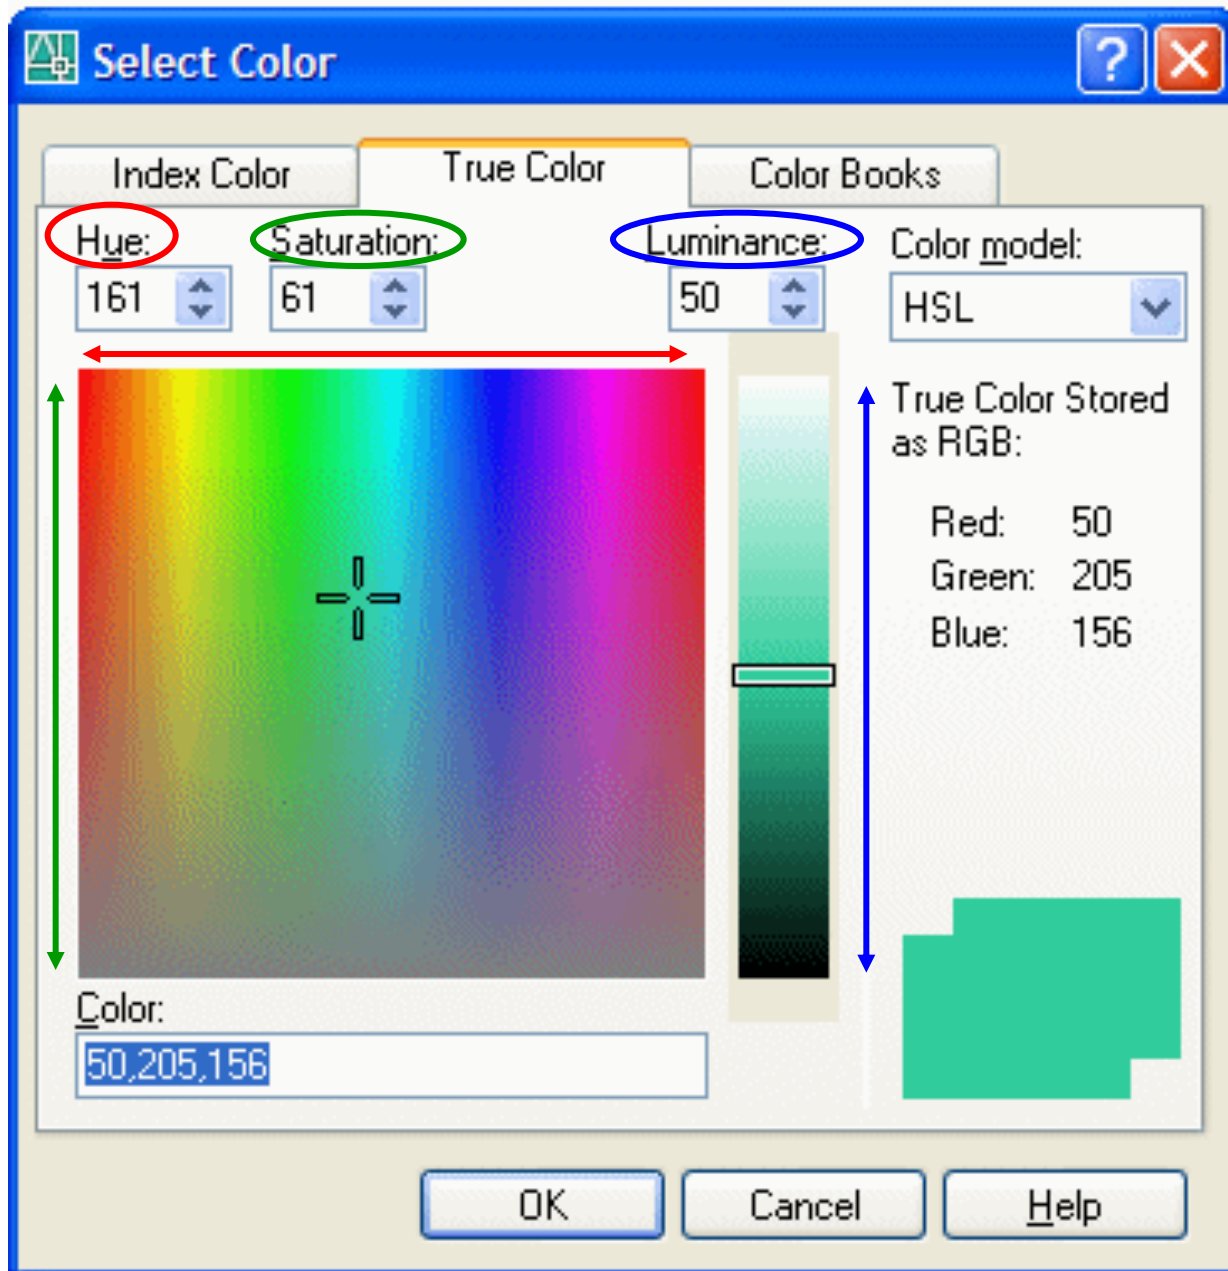 Select Color
?
Index Color True Color Color Books
Hue: Saturation: Luminance: Color model:
161 61 50 HSL
True Color Stored
as RGB:
Red: 50
Green: 205
Blue: 156
Color:
50,205,156
OK Cancel Help